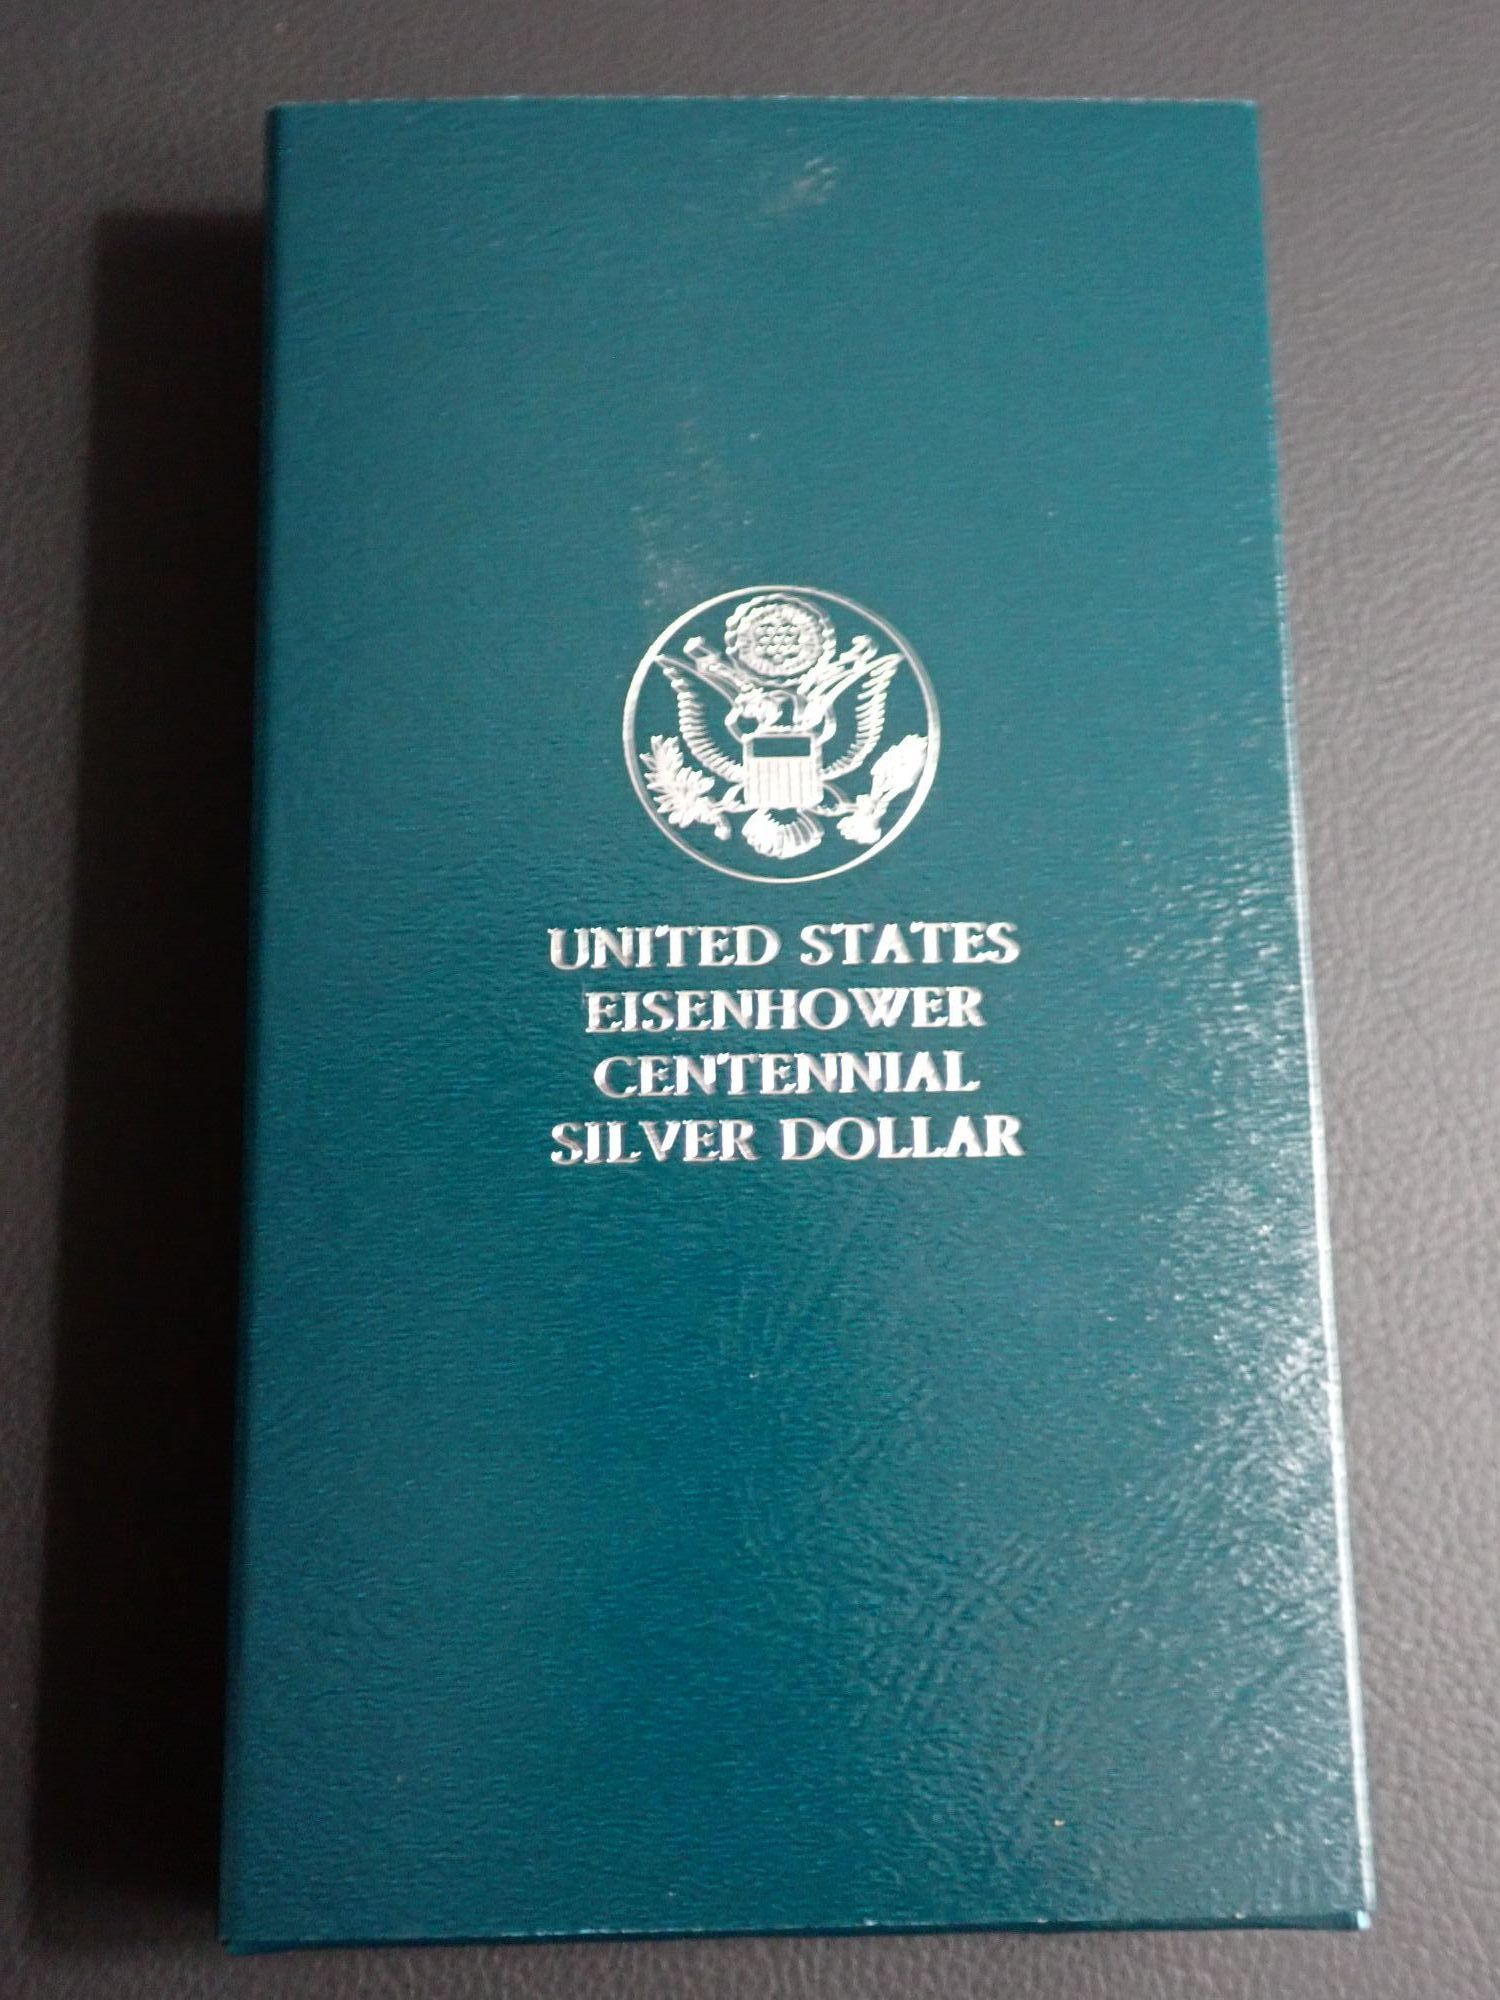 UNITED STATES
EISENHOWER
CENTENNIAL
SILVER DOLLAR